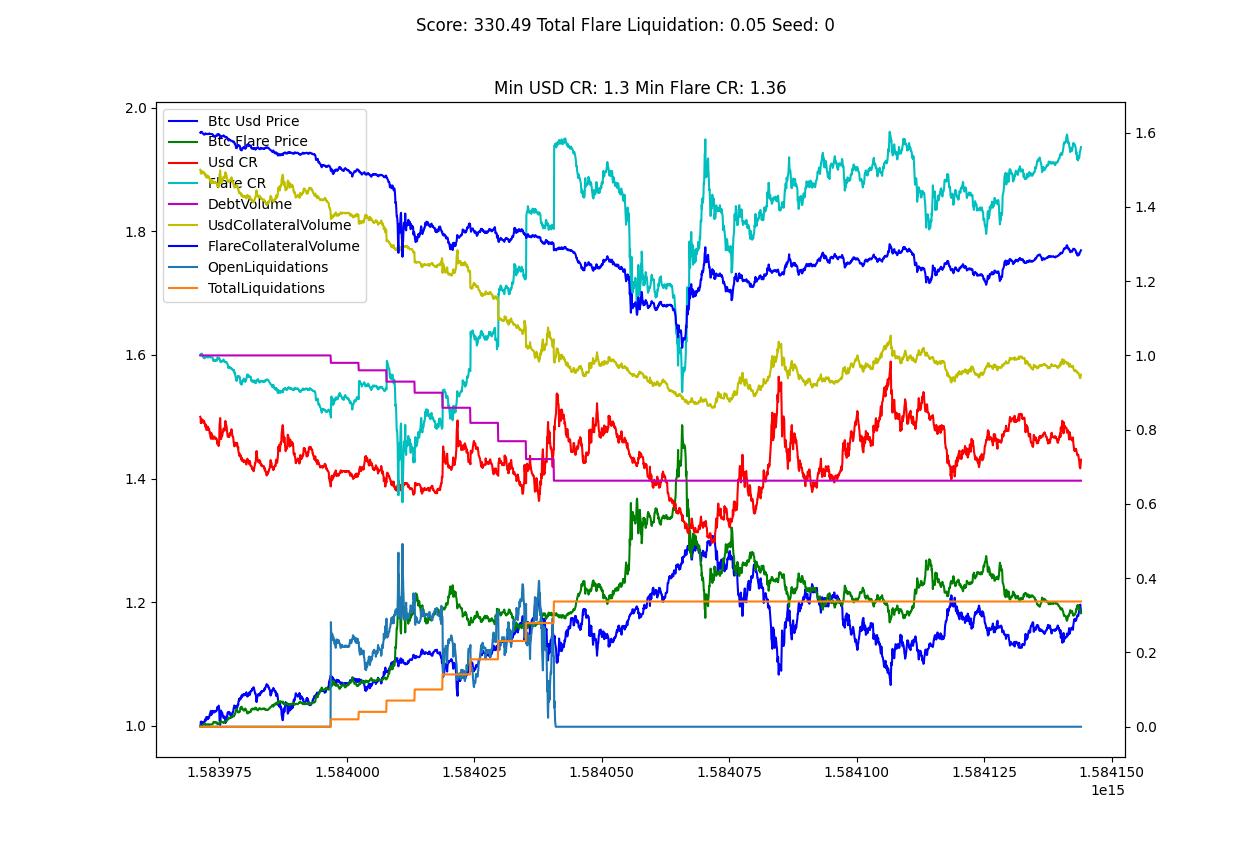 Score: 330.49 Total Flare Liquidation: 0.05 Seed: 0
Min USD CR: 1.3 Min Flare CR: 1.36
Btc Usd Price
Btc Flare Price
Usd CR
Flare CR
DebtVolume
UsdCollateralVolume
FlareCollateralVolume
OpenLiquidations
TotalLiquidations
2.0
1.8
1.6
1.4
1.2
1.0
1.6
1.4
1.2
1.0
0.8
0.6
0.4
0.2
0.0
1.583975 1.584000 1.584025 1.584050 1.584075 1.584100 1.584125 1.584150
1e15